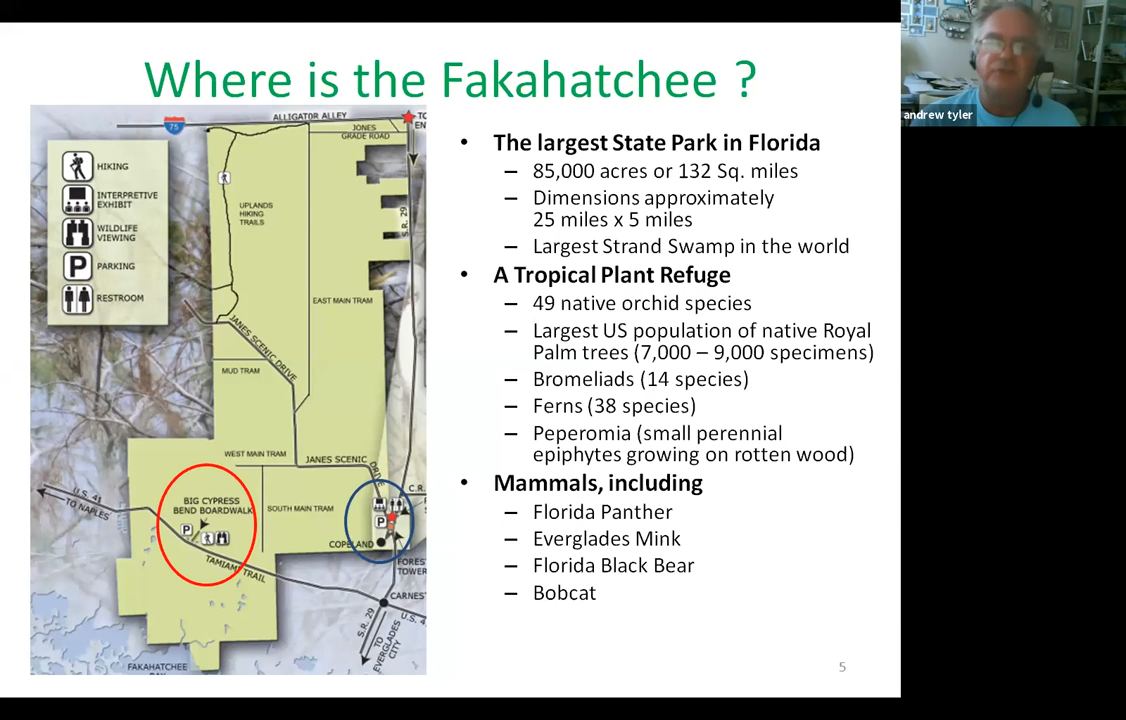 Where is the Fakahatchee ?
andrew tyler
75
ALLIGATOR ALLEY
TO
EN
JONES
GRADE ROAD
HIKING
INTERPRETIVE
EXHIBIT
WILDLIFE
VIEWING
P
PARKING
RESTROOM
UPLANDS
HIKING
TRAILS
S.R. 29
EAST MAIN TRAM
JANES SCENIC DRIVE
MUD TRAM
WEST MAIN TRAM
JANES SCENIC
DRIVE
U.S. 41
TO NAPLES
BIG CYPRESS
BEND BOARDWALK
P
SOUTH MAIN TRAM
C.R.
P
COPELAND
FOREST
TOWER
TAMIAMI TRAIL
CARNES
U.S. 4
S.R. 29
TO
EVERGLADES
CITY
FAKAHATCHEE
• The largest State Park in Florida
– 85,000 acres or 132 Sq. miles
– Dimensions approximately
25 miles x 5 miles
– Largest Strand Swamp in the world
• A Tropical Plant Refuge
– 49 native orchid species
– Largest US population of native Royal
Palm trees (7,000 – 9,000 specimens)
– Bromeliads (14 species)
– Ferns (38 species)
– Peperomia (small perennial
epiphytes growing on rotten wood)
• Mammals, including
– Florida Panther
– Everglades Mink
– Florida Black Bear
– Bobcat
5